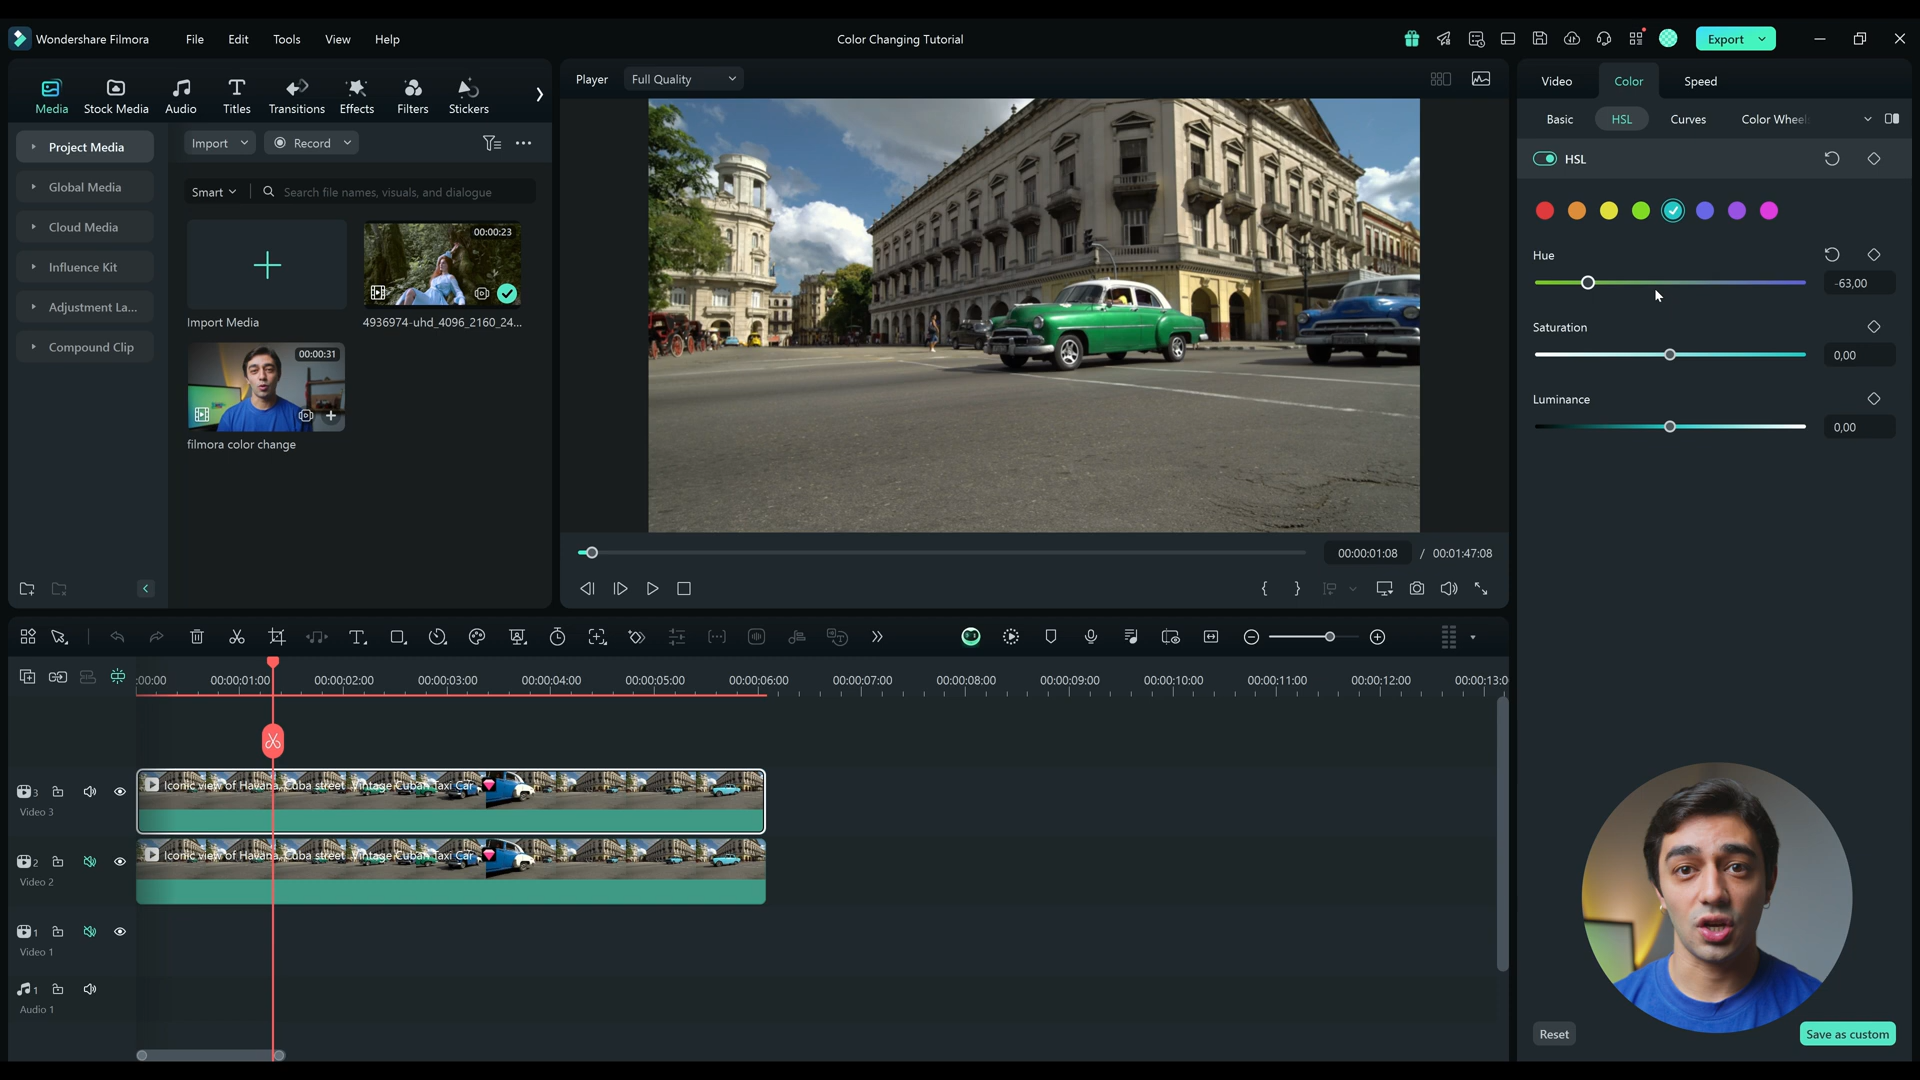 Wondershare Filmora
File
Edit
Tools
View
Help
Color Changing Tutorial
Export
Media
Stock Media
Audio
Titles
Transitions
Effects
Filters
Stickers
Player
Full Quality
Video
Color
Speed
Basic
HSL
Curves
Color Wheel
Project Media
Global Media
Cloud Media
Influence Kit
Adjustment La...
Compound Clip
Import
Record
Smart
Search file names, visuals, and dialogue
Import Media
00:00:23
4936974-uhd_4096_2160_24...
00:00:31
filmora color change
HSL
Hue
-63,00
Saturation
0,00
Luminance
0,00
00:00:01:08 / 00:01:47:08
:00:00
00:00:01:00
00:00:02:00
00:00:03:00
00:00:04:00
00:00:05:00
00:00:06:00
00:00:07:00
00:00:08:00
00:00:09:00
00:00:10:00
00:00:11:00
00:00:12:00
00:00:13:0
3
Video 3
Iconic view of Havana, Cuba street. Vintage Cuban Taxi Car
2
Video 2
Iconic view of Havana, Cuba street. Vintage Cuban Taxi Car
1
Video 1
1
Audio 1
Reset
Save as custom